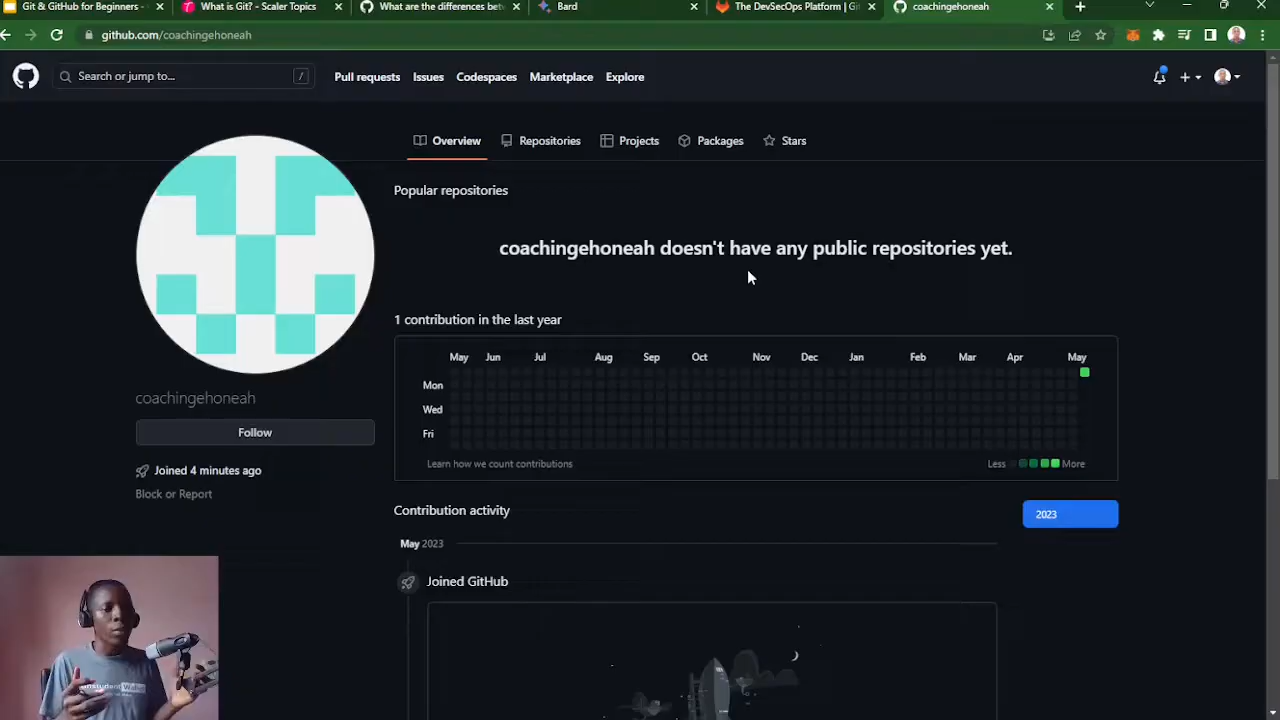 Git & GitHub for Beginners -
What is Git? - Scaler Topics
What are the differences betwe
Bard
The DevSecOps Platform | Git
coachingehoneah
github.com/coachingehoneah
Search or jump to...
/
Pull requests
Issues
Codespaces
Marketplace
Explore
Overview
Repositories
Projects
Packages
Stars
Popular repositories
coachingehoneah doesn't have any public repositories yet.
1 contribution in the last year
May Jun Jul Aug Sep Oct Nov Dec Jan Feb Mar Apr May
Mon
Wed
Fri
Learn how we count contributions
Less
More
coachingehoneah
Follow
Joined 4 minutes ago
Block or Report
Contribution activity
2023
May 2023
Joined GitHub